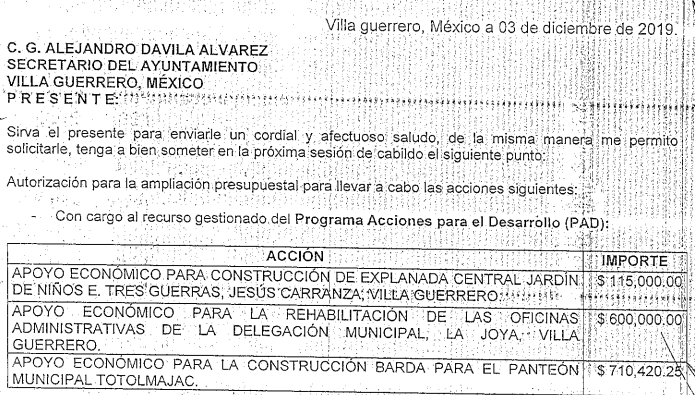 Villa guerrero, México a 03 de diciembre de 2019.
C. G. ALEJANDRO DAVILA ALVAREZ
SECRETARIO DEL AYUNTAMIENTO
VILLA GUERRERO, MÉXICO
P R E S E N T E:
Sirva el presente para enviarle un cordial y afectuoso saludo, de la misma manera me permito
solicitarle, tenga a bien someter en la próxima sesión de cabildo el siguiente punto:
Autorización para la ampliación presupuestal para llevar a cabo las acciones siguientes:
- Con cargo al recurso gestionado del Programa Acciones para el Desarrollo (PAD):
ACCIÓN IMPORTE
APOYO ECONÓMICO PARA CONSTRUCCIÓN DE EXPLANADA CENTRAL JARDÍN $ 115,000.00
DE NIÑOS E. TRES GUERRAS, JESÚS CARRANZA, VILLA GUERRERO.
APOYO ECONÓMICO PARA LA REHABILITACIÓN DE LAS OFICINAS $ 600,000.00
ADMINISTRATIVAS DE LA DELEGACIÓN MUNICIPAL, LA JOYA, VILLA
GUERRERO.
APOYO ECONÓMICO PARA LA CONSTRUCCIÓN BARDA PARA EL PANTEÓN $ 710,420.25
MUNICIPAL TOTOLMAJAC.